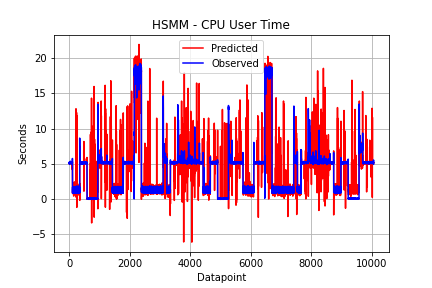 HSMM - CPU User Time
Predicted
Observed
Seconds
20
15
10
5
0
−5
0
2000
4000
6000
8000
10000
Datapoint